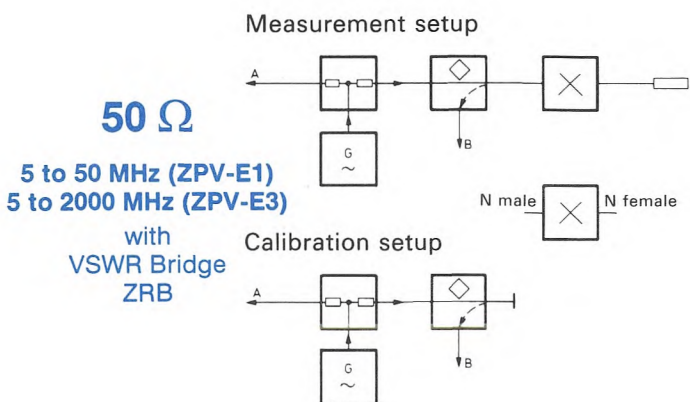 Measurement setup
A
G
~
B
50 Ω
5 to 50 MHz (ZPV-E1)
5 to 2000 MHz (ZPV-E3)
with
VSWR Bridge
ZRB
N male
N female
Calibration setup
A
G
~
B